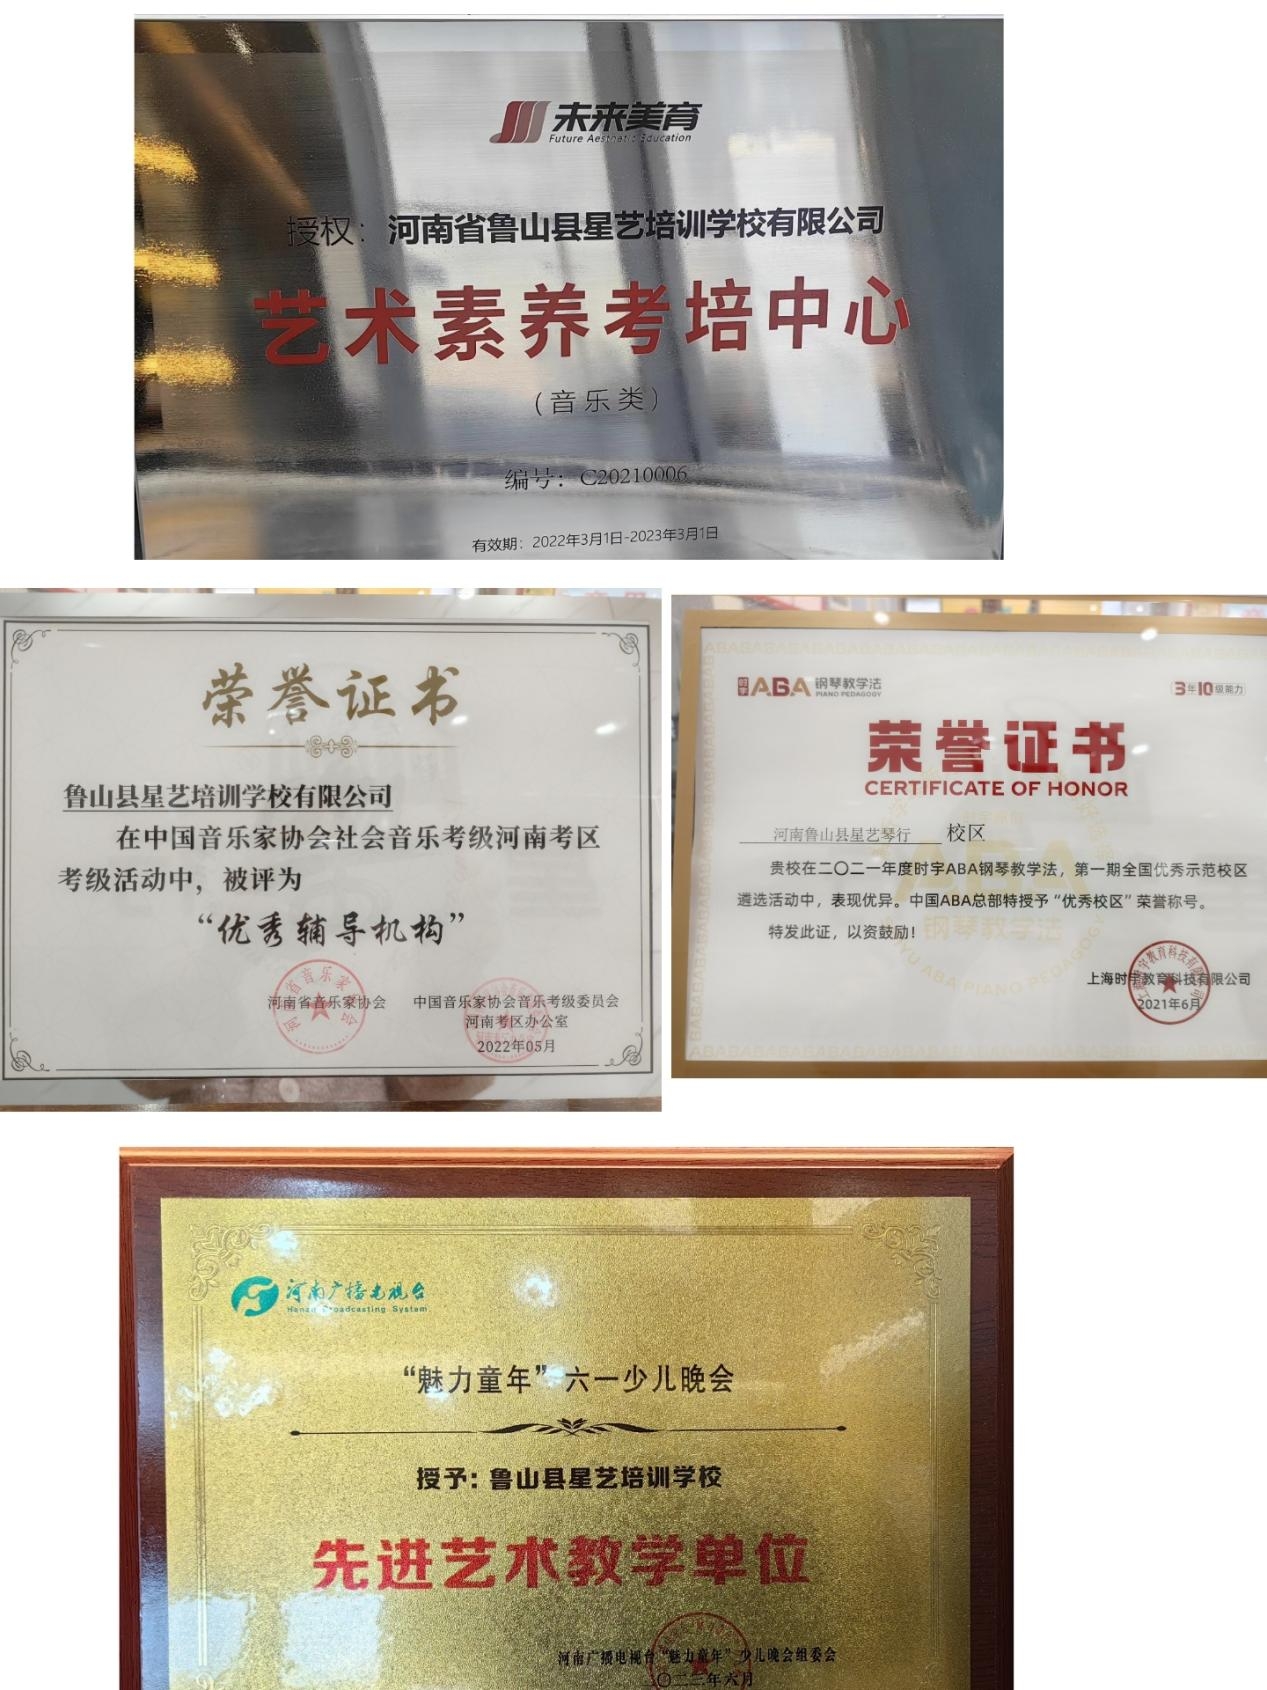 未来美育
Future Aesthetic Education
授权：河南省鲁山县星艺培训学校有限公司
艺术素养考培中心
（音乐类）
编号：C20210006
有效期：2022年3月1日-2023年3月1日
荣誉证书
鲁山县星艺培训学校有限公司
在中国音乐家协会社会音乐考级河南考区
考级活动中，被评为
“优秀辅导机构”
河南省音乐家协会 中国音乐家协会音乐考级委员会
河南考区办公室
2022年05月
时宇ABA 钢琴教学法
PIANO PEDAGOGY
3年10级能力
荣誉证书
CERTIFICATE OF HONOR
河南鲁山县星艺琴行 校区
贵校在二〇二一年度时宇ABA钢琴教学法，第一期全国优秀示范校区
遴选活动中，表现优异。中国ABA总部特授予“优秀校区”荣誉称号。
特发此证，以资鼓励！
上海时宇教育科技有限公司
2021年6月
河南广播电视台
Henan Broadcasting System
“魅力童年”六一少儿晚会
授予：鲁山县星艺培训学校
先进艺术教学单位
河南广播电视台“魅力童年”少儿晚会组委会
二〇二二年六月